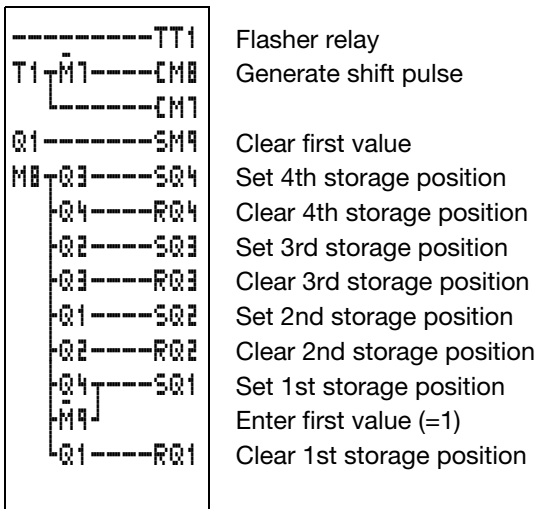 ---------TT1 Flasher relay
T1┬M̄7----{M8 Generate shift pulse
└------{M7
Q1-------SM9 Clear first value
M8┬Q3----SQ4 Set 4th storage position
├Q4----RQ4 Clear 4th storage position
├Q2----SQ3 Set 3rd storage position
├Q3----RQ3 Clear 3rd storage position
├Q1----SQ2 Set 2nd storage position
├Q2----RQ2 Clear 2nd storage position
├Q4┬---SQ1 Set 1st storage position
├M̄9┘ Enter first value (=1)
└Q1----RQ1 Clear 1st storage position